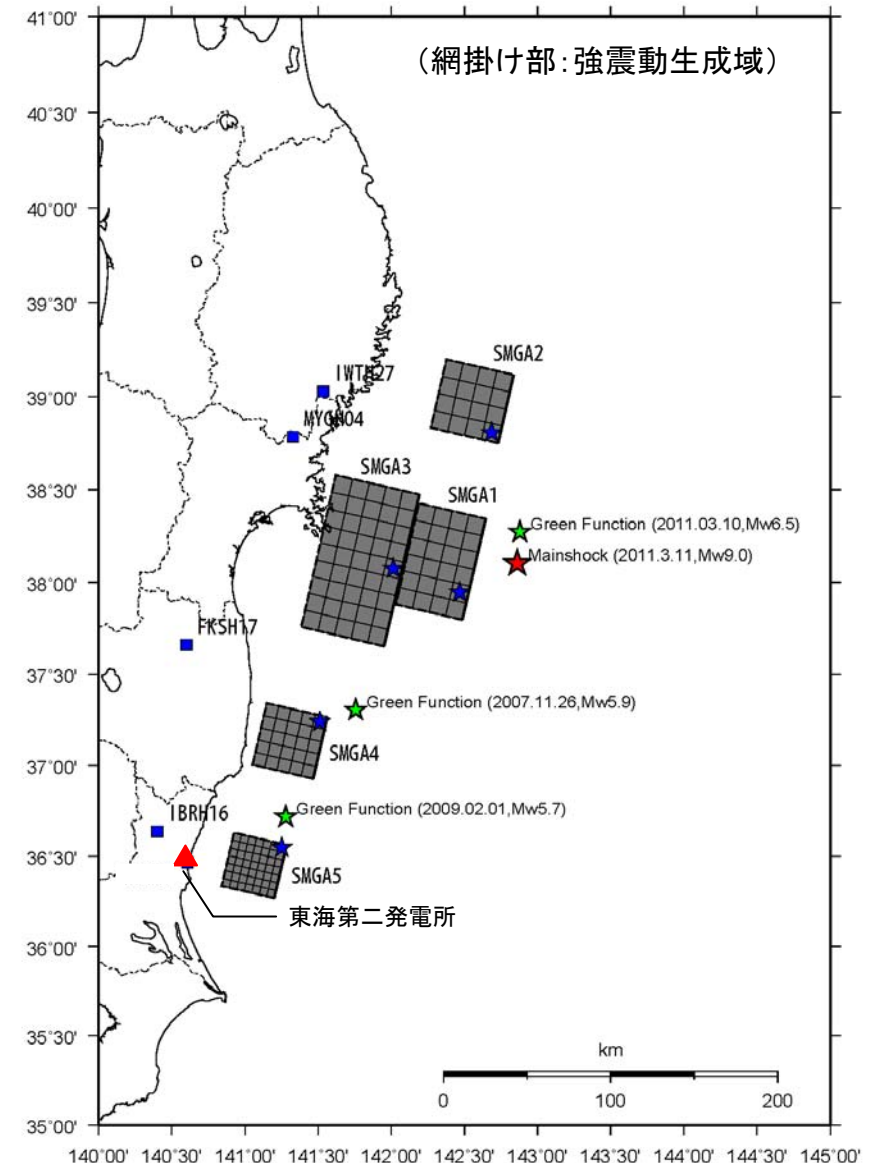 （網掛け部：強震動生成域）
41°00'
40°30'
40°00'
39°30'
39°00'
38°30'
38°00'
37°30'
37°00'
36°30'
36°00'
35°30'
35°00'
SMGA2
IWTH27
MYGH04
SMGA3
SMGA1
Green Function (2011.03.10,Mw6.5)
Mainshock (2011.3.11,Mw9.0)
FKSH17
Green Function (2007.11.26,Mw5.9)
SMGA4
Green Function (2009.02.01,Mw5.7)
IBRH16
SMGA5
東海第二発電所
km
0 100 200
140°00' 140°30' 141°00' 141°30' 142°00' 142°30' 143°00' 143°30' 144°00' 144°30' 145°00'